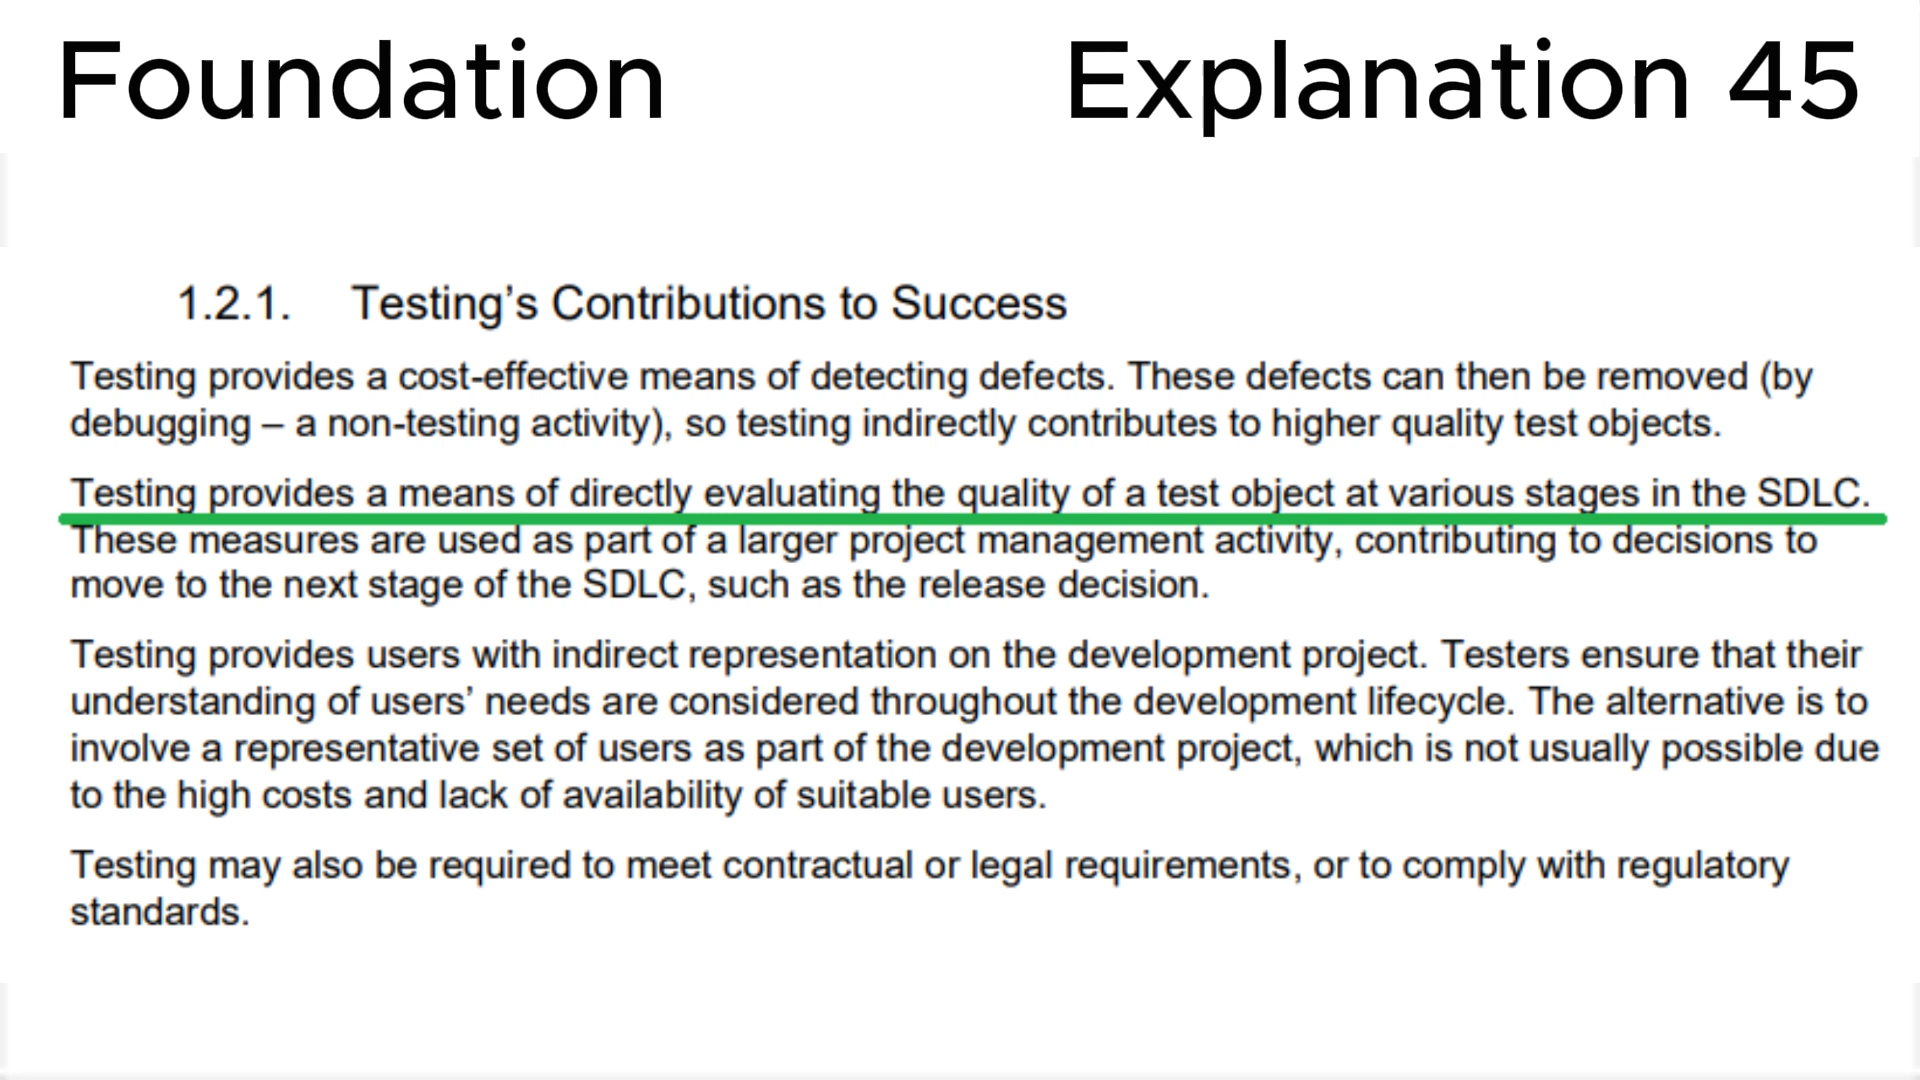 Foundation
Explanation 45
1.2.1. Testing’s Contributions to Success
Testing provides a cost-effective means of detecting defects. These defects can then be removed (by
debugging – a non-testing activity), so testing indirectly contributes to higher quality test objects.
Testing provides a means of directly evaluating the quality of a test object at various stages in the SDLC.
These measures are used as part of a larger project management activity, contributing to decisions to
move to the next stage of the SDLC, such as the release decision.
Testing provides users with indirect representation on the development project. Testers ensure that their
understanding of users’ needs are considered throughout the development lifecycle. The alternative is to
involve a representative set of users as part of the development project, which is not usually possible due
to the high costs and lack of availability of suitable users.
Testing may also be required to meet contractual or legal requirements, or to comply with regulatory
standards.